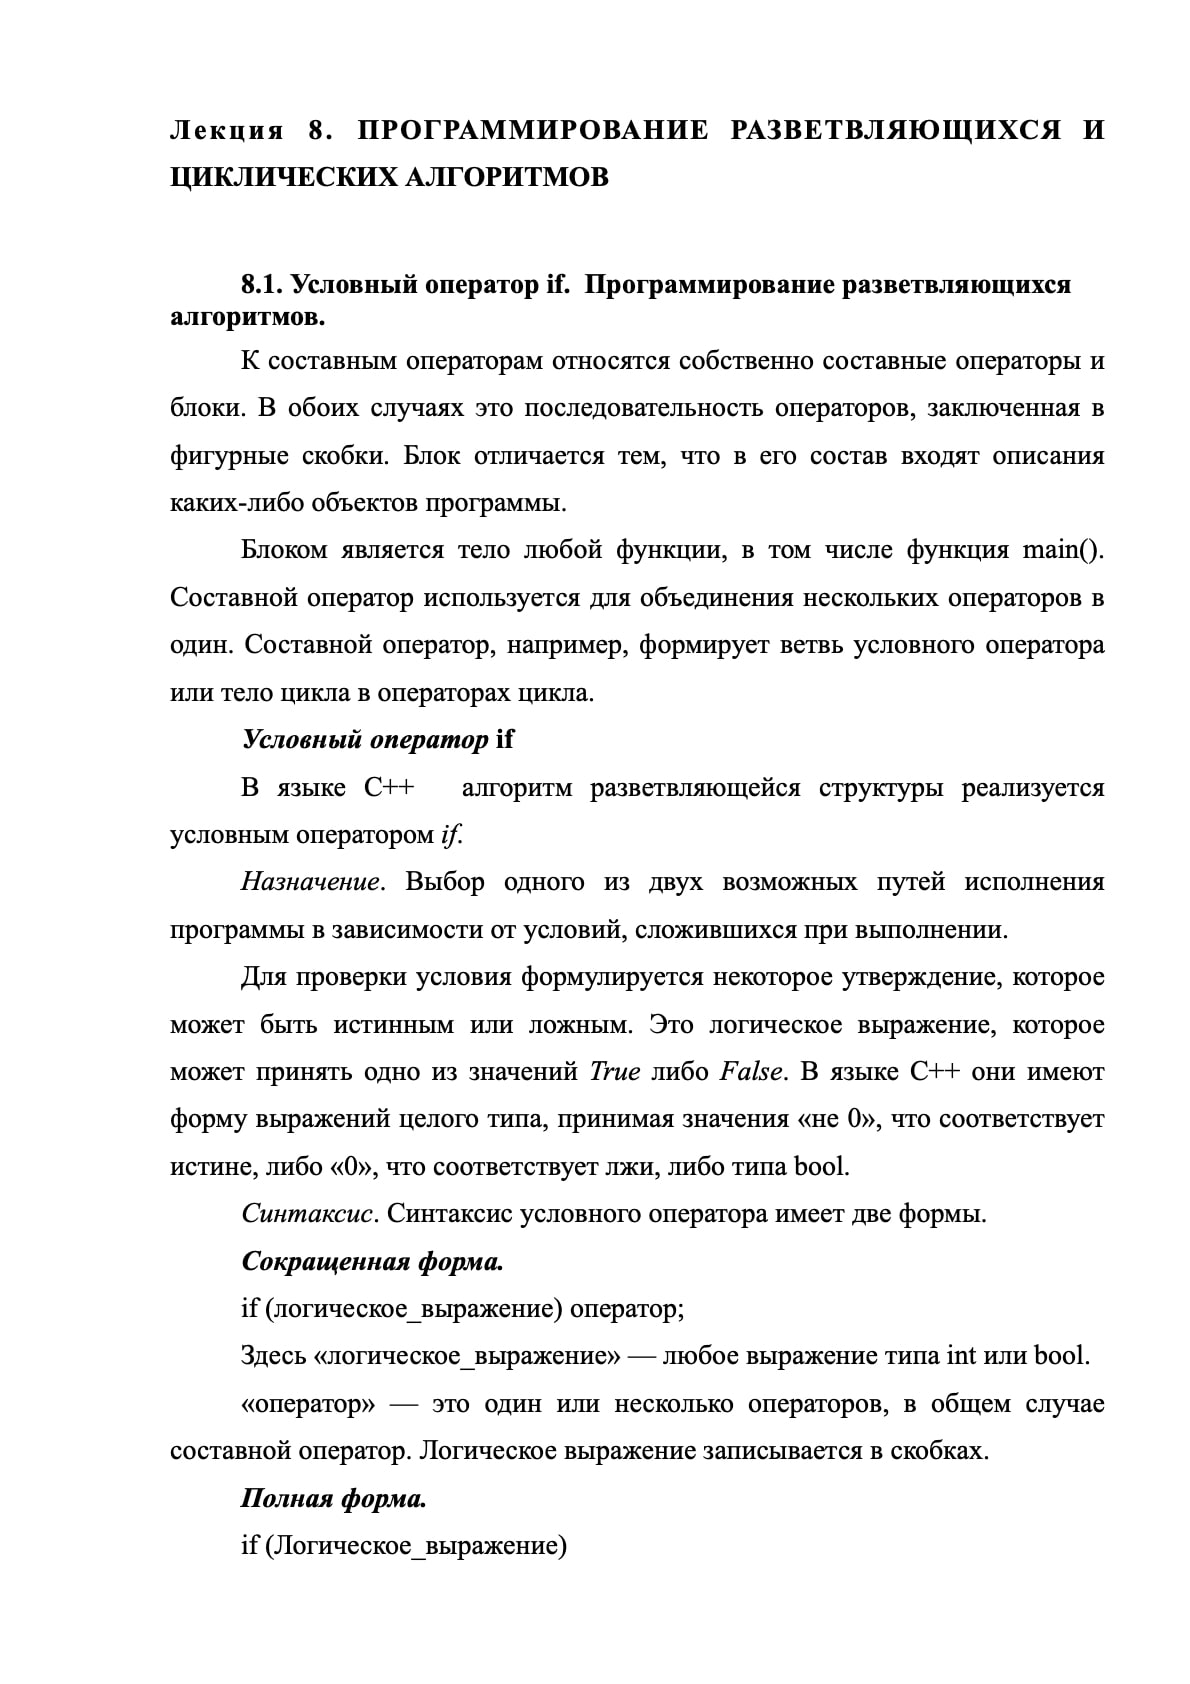 Лекция 8. ПРОГРАММИРОВАНИЕ РАЗВЕТВЛЯЮЩИХСЯ И
ЦИКЛИЧЕСКИХ АЛГОРИТМОВ
8.1. Условный оператор if. Программирование разветвляющихся
алгоритмов.
К составным операторам относятся собственно составные операторы и
блоки. В обоих случаях это последовательность операторов, заключенная в
фигурные скобки. Блок отличается тем, что в его состав входят описания
каких-либо объектов программы.
Блоком является тело любой функции, в том числе функция main().
Составной оператор используется для объединения нескольких операторов в
один. Составной оператор, например, формирует ветвь условного оператора
или тело цикла в операторах цикла.
Условный оператор if
В языке C++ алгоритм разветвляющейся структуры реализуется
условным оператором if.
Назначение. Выбор одного из двух возможных путей исполнения
программы в зависимости от условий, сложившихся при выполнении.
Для проверки условия формулируется некоторое утверждение, которое
может быть истинным или ложным. Это логическое выражение, которое
может принять одно из значений True либо False. В языке C++ они имеют
форму выражений целого типа, принимая значения «не 0», что соответствует
истине, либо «0», что соответствует лжи, либо типа bool.
Синтаксис. Синтаксис условного оператора имеет две формы.
Сокращенная форма.
if (логическое_выражение) оператор;
Здесь «логическое_выражение» — любое выражение типа int или bool.
«оператор» — это один или несколько операторов, в общем случае
составной оператор. Логическое выражение записывается в скобках.
Полная форма.
if (Логическое_выражение)